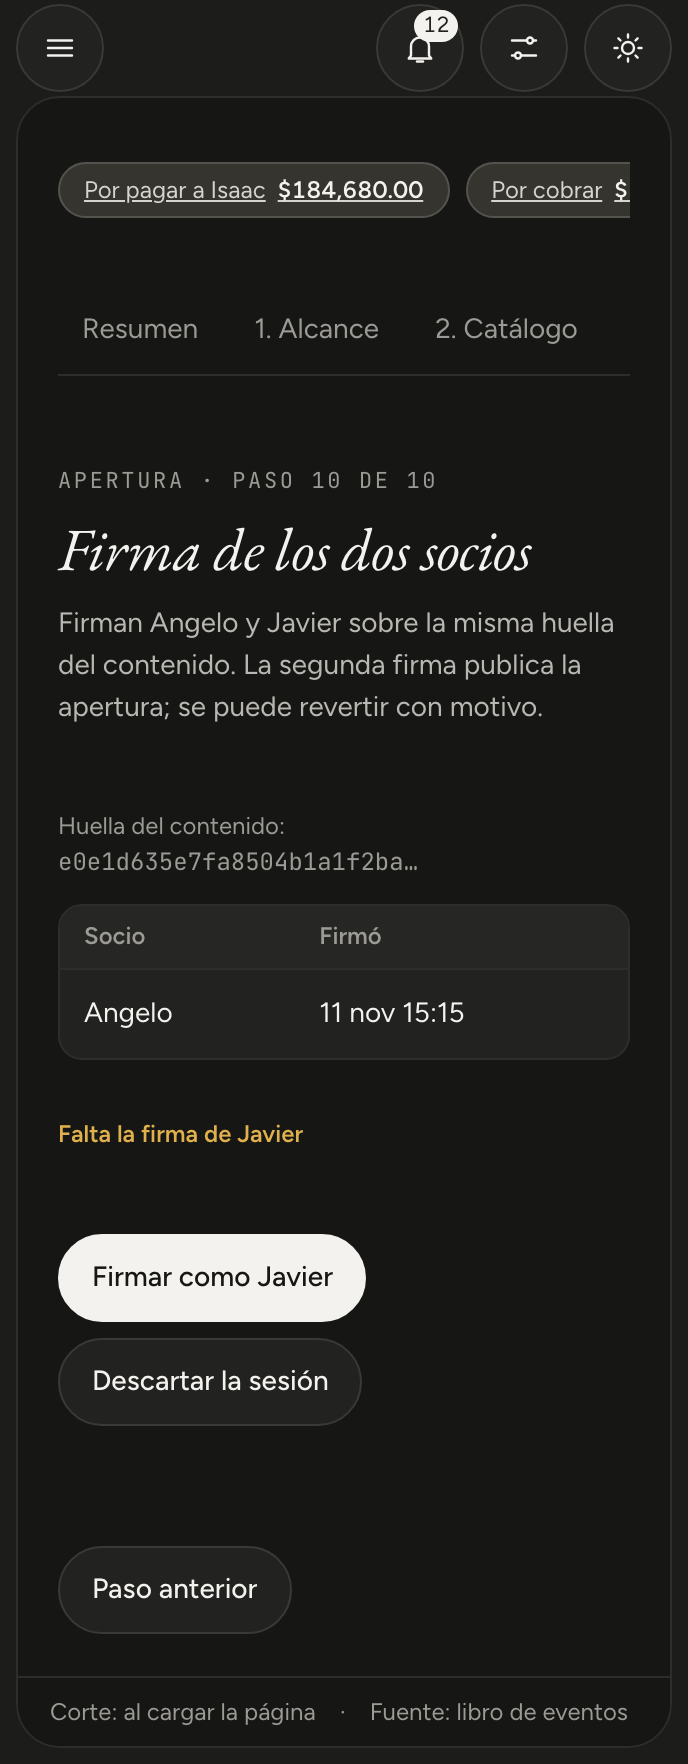 12
Por pagar a Isaac $184,680.00 Por cobrar $
Resumen 1. Alcance 2. Catálogo
APERTURA · PASO 10 DE 10
Firma de los dos socios
Firman Angelo y Javier sobre la misma huella
del contenido. La segunda firma publica la
apertura; se puede revertir con motivo.
Huella del contenido:
e0e1d635e7fa8504b1a1f2ba…
Socio Firmó
Angelo 11 nov 15:15
Falta la firma de Javier
Firmar como Javier
Descartar la sesión
Paso anterior
Corte: al cargar la página · Fuente: libro de eventos